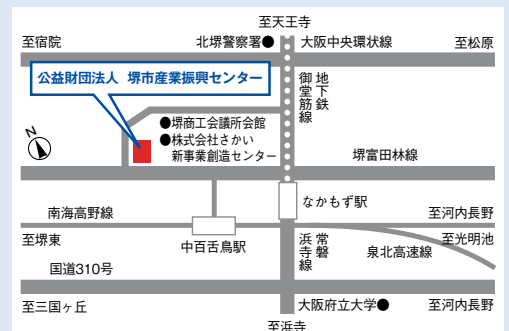 至天王寺
至宿院
北堺警察署●
大阪中央環状線
至松原
公益財団法人 堺市産業振興センター
地下鉄
御堂筋線
N
●堺商工会議所会館
●株式会社さかい
新事業創造センター
堺富田林線
なかもず駅
南海高野線
至河内長野
至堺東
中百舌鳥駅
常磐
浜寺線
泉北高速線
至光明池
国道310号
至三国ヶ丘
大阪府立大学●
至河内長野
至浜寺